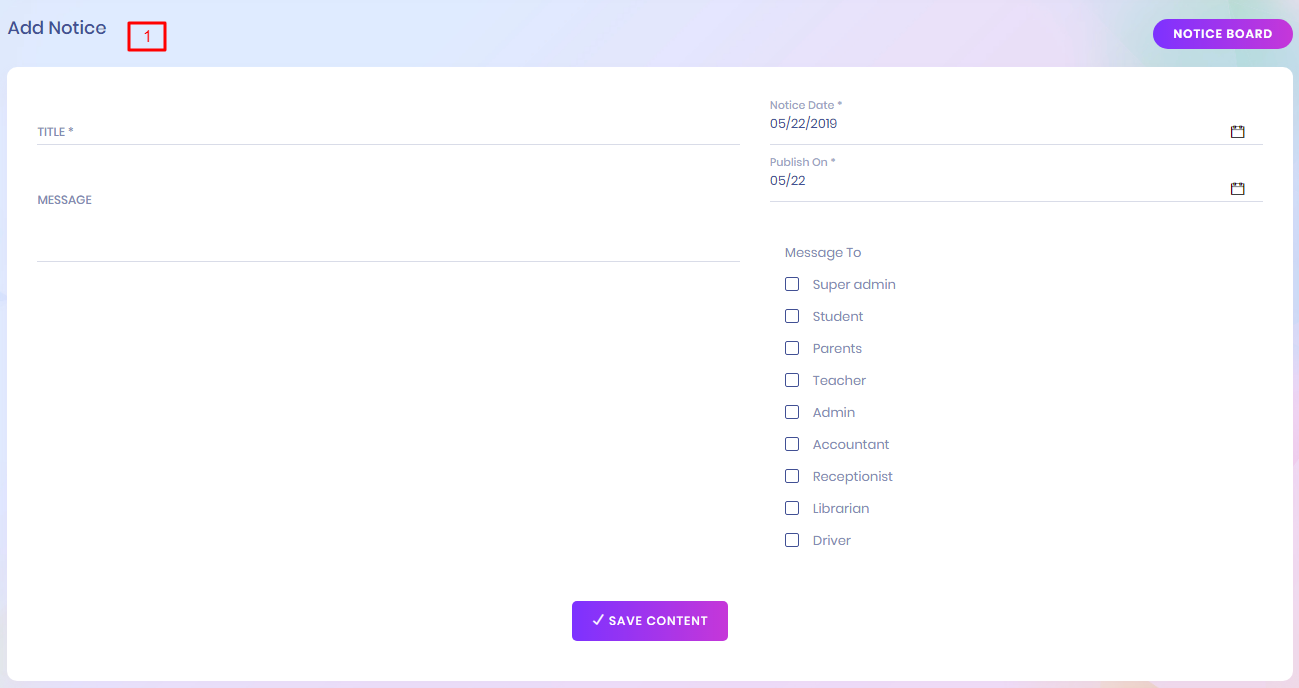 Add Notice
1
NOTICE BOARD
TITLE *
MESSAGE
Notice Date *
05/22/2019
Publish On *
05/22
Message To
Super admin
Student
Parents
Teacher
Admin
Accountant
Receptionist
Librarian
Driver
✓ SAVE CONTENT